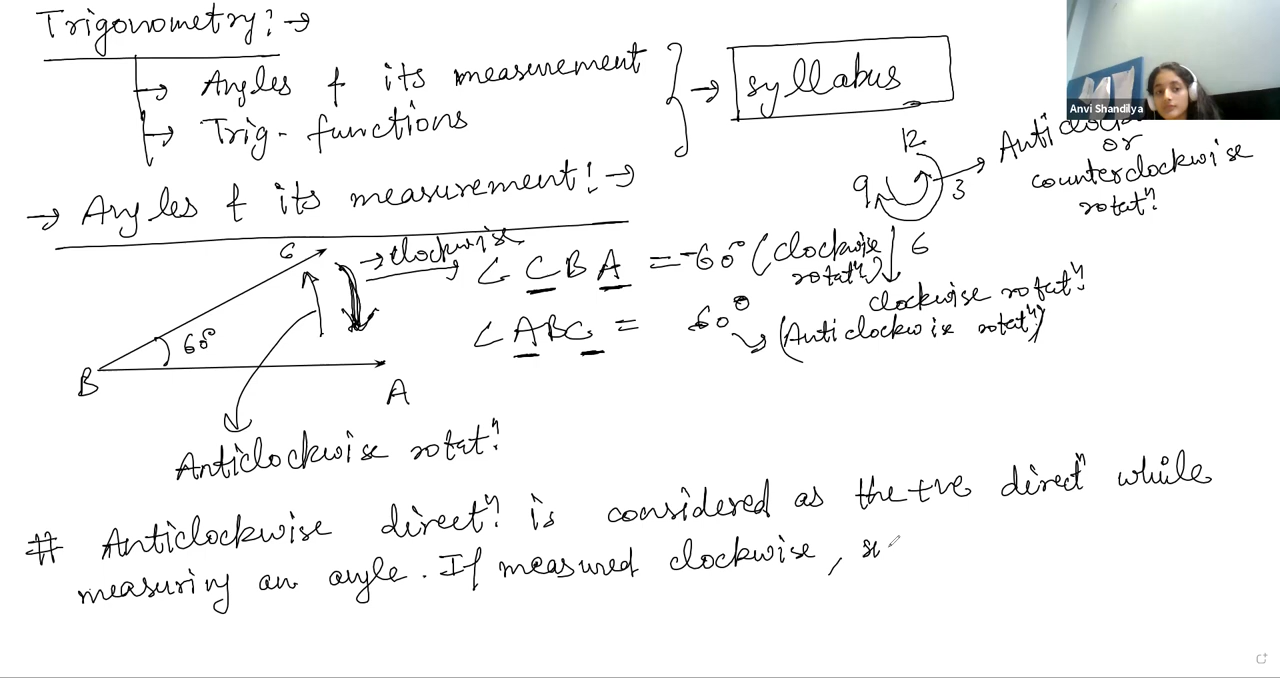 Trigonometry:→
→ Angles & its measurement
→ Trig. functions
} → syllabus
Anvi Shandilya
→ Angles & its measurement:→
12
9
3
6
→ Anticloc
or
counterclockwise
rotatⁿ.
clockwise rotatⁿ.
C
→ clockwise
60°
B
A
∠CBA = -60° (clockwise
rotatⁿ.)
∠ABC = 60°
(Anticlockwise rotatⁿ.)
Anticlockwise rotatⁿ.
# Anticlockwise directⁿ. is considered as the +ve directⁿ while
measuring an angle. If measured clockwise,